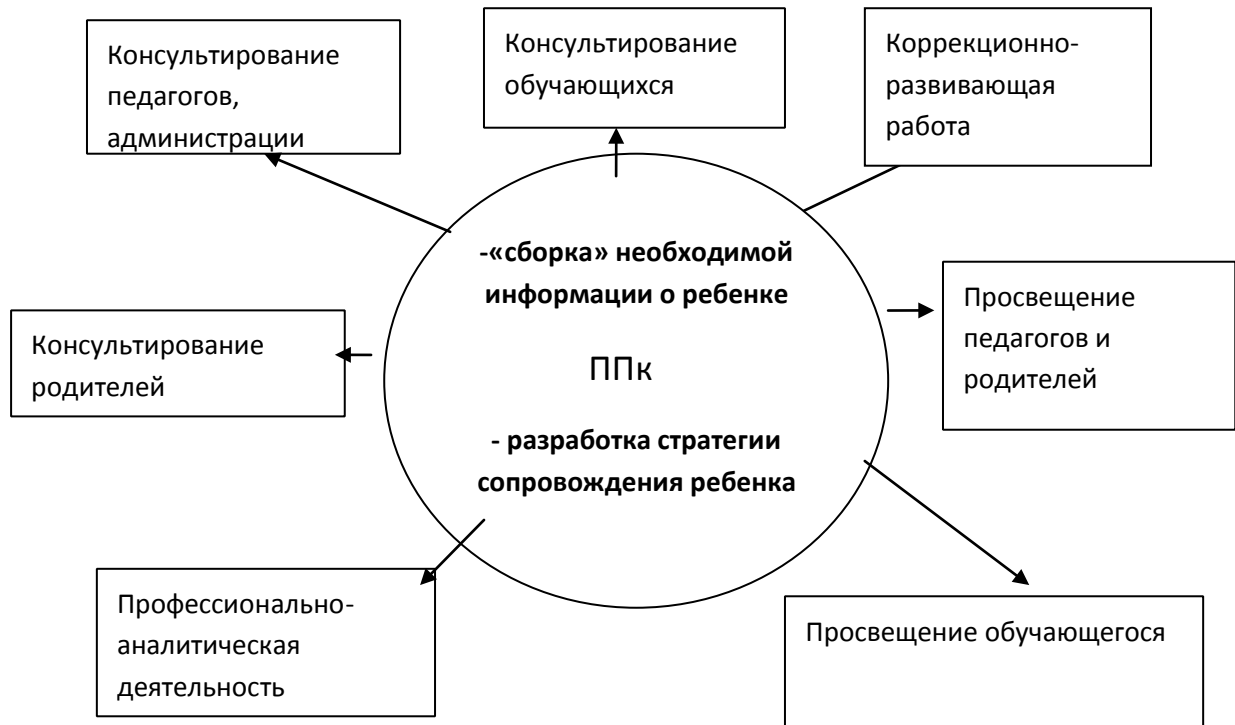 Консультирование
педагогов,
администрации
Консультирование
обучающихся
Коррекционно-
развивающая
работа
-«сборка» необходимой
информации о ребенке
ППк
- разработка стратегии
сопровождения ребенка
Консультирование
родителей
Просвещение
педагогов и
родителей
Профессионально-
аналитическая
деятельность
Просвещение обучающегося